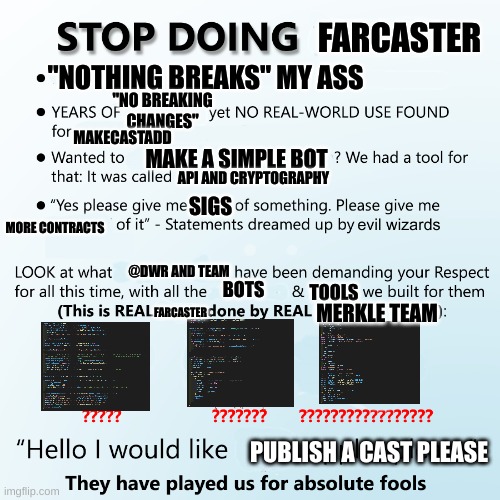 STOP DOING FARCASTER
• "NOTHING BREAKS" MY ASS
• YEARS OF "NO BREAKING CHANGES" yet NO REAL-WORLD USE FOUND
for MAKECASTADD
• Wanted to MAKE A SIMPLE BOT ? We had a tool for
that: It was called API AND CRYPTOGRAPHY
• “Yes please give me SIGS of something. Please give me
MORE CONTRACTS of it” - Statements dreamed up by evil wizards
LOOK at what @DWR AND TEAM have been demanding your Respect
for all this time, with all the BOTS & TOOLS we built for them
(This is REAL FARCASTER done by REAL MERKLE TEAM):
????? ??????? ????????????????
“Hello I would like PUBLISH A CAST PLEASE
They have played us for absolute fools
imgflip.com